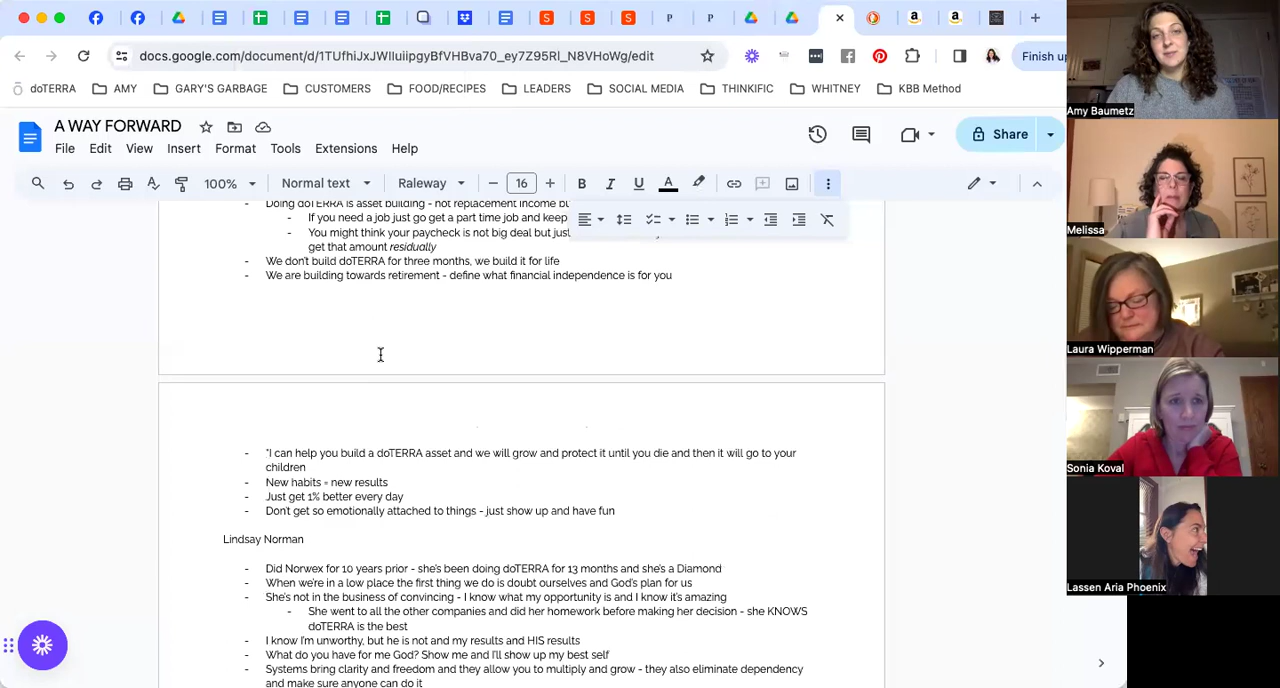 docs.google.com/document/d/1TUfhiJxJWlIuiipgyBfVHBva70_ey7Z95Rl_N8VHoWg/edit
Finish up
doTERRA
AMY
GARY'S GARBAGE
CUSTOMERS
FOOD/RECIPES
LEADERS
SOCIAL MEDIA
THINKIFIC
WHITNEY
KBB Method
A WAY FORWARD
File Edit View Insert Format Tools Extensions Help
Share
100% Normal text Raleway 16 B I U A
- Doing doTERRA is asset building - not replacement income bu
- If you need a job just go get a part time job and keep
- You might think your paycheck is not big deal but just
get that amount residually
- We don't build doTERRA for three months, we build it for life
- We are building towards retirement - define what financial independence is for you
- "I can help you build a doTERRA asset and we will grow and protect it until you die and then it will go to your
children
- New habits = new results
- Just get 1% better every day
- Don't get so emotionally attached to things - just show up and have fun
Lindsay Norman
- Did Norwex for 10 years prior - she's been doing doTERRA for 13 months and she's a Diamond
- When we're in a low place the first thing we do is doubt ourselves and God's plan for us
- She's not in the business of convincing - I know what my opportunity is and I know it's amazing
- She went to all the other companies and did her homework before making her decision - she KNOWS
doTERRA is the best
- I know I'm unworthy, but he is not and my results and HIS results
- What do you have for me God? Show me and I'll show up my best self
- Systems bring clarity and freedom and they allow you to multiply and grow - they also eliminate dependency
and make sure anyone can do it
Amy Baumetz
Melissa
Laura Wipperman
Sonia Koval
Lassen Aria Phoenix